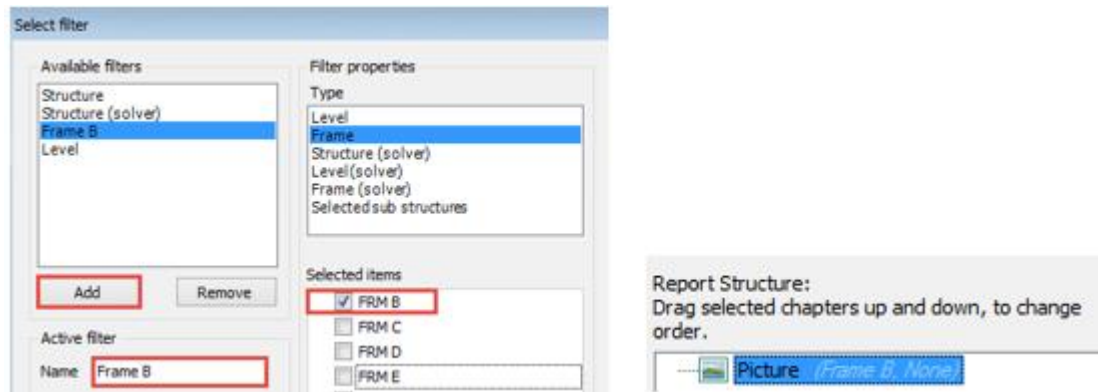 Select filter
Available filters
Structure
Structure (solver)
Frame B
Level
Add
Remove
Active filter
Name
Frame B
Filter properties
Type
Level
Frame
Structure (solver)
Level(solver)
Frame (solver)
Selected sub structures
Selected items
FRM B
FRM C
FRM D
FRM E
Report Structure:
Drag selected chapters up and down, to change
order.
Picture (Frame B, None)